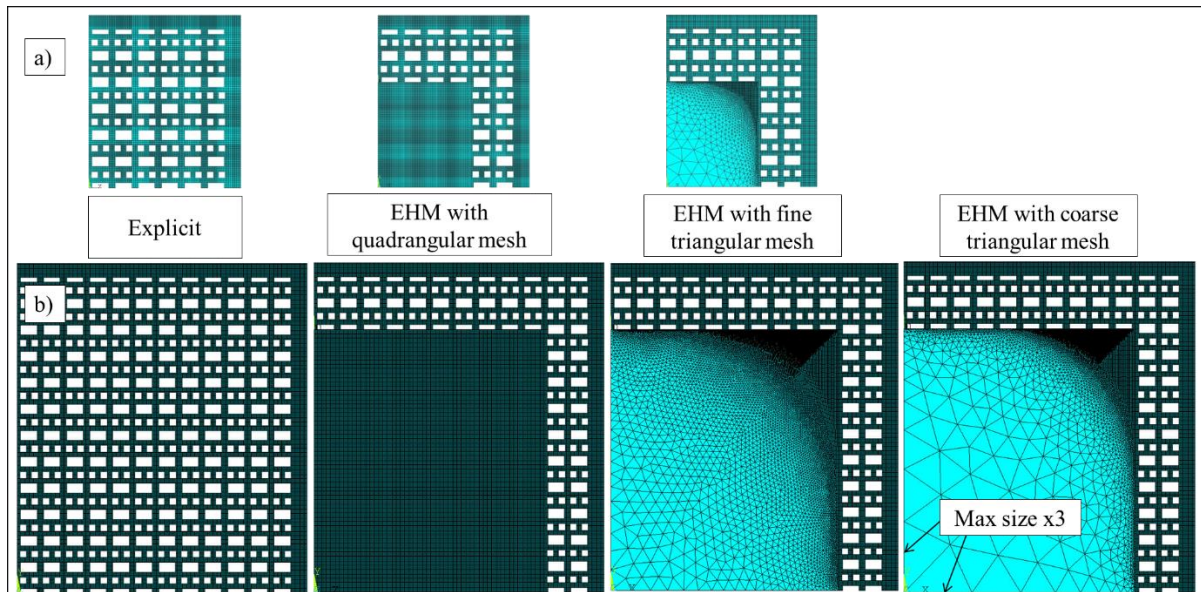 a)
Explicit
EHM with
quadrangular mesh
EHM with fine
triangular mesh
EHM with coarse
triangular mesh
b)
Max size x3